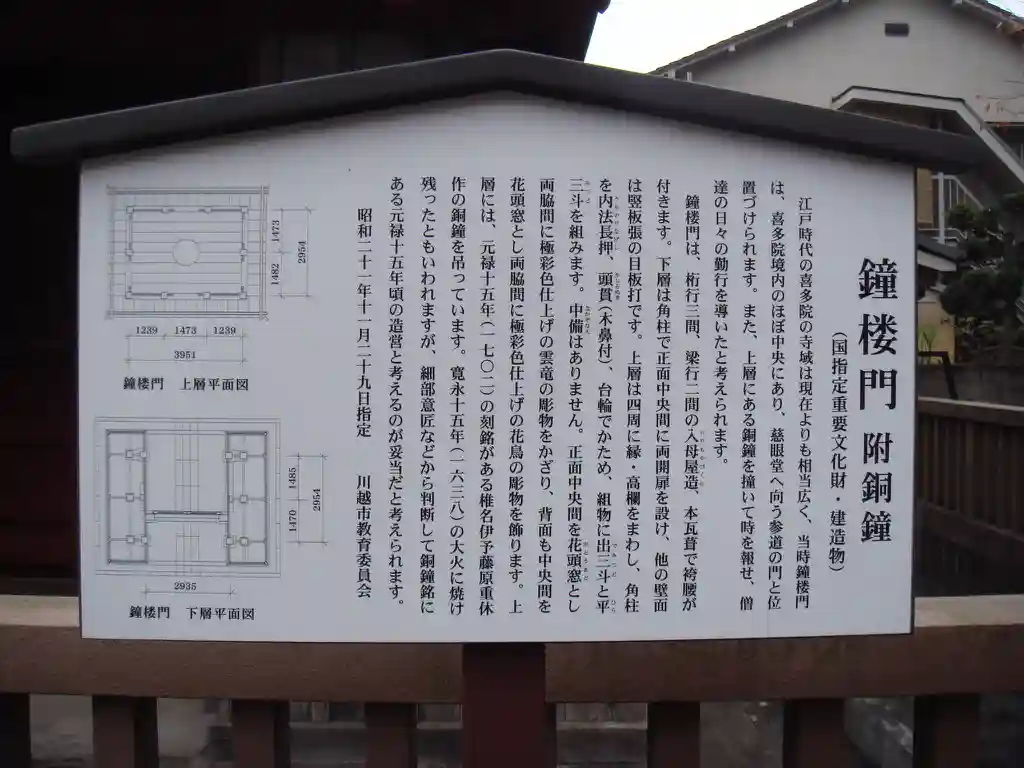 鐘楼門 附銅鐘
(国指定重要文化財・建造物)
江戸時代の喜多院の寺域は現在よりも相当広く、当時鐘楼門
は、喜多院境内のほぼ中央にあり、慈眼堂へ向う参道の門と位
置づけられます。また、上層にある銅鐘を撞いて時を報せ、僧
達の日々の勤行を導いたと考えられます。
鐘楼門は、桁行三間、梁行二間の入母屋造、本瓦葺で袴腰が
付きます。下層は角柱で正面中央間に両開扉を設け、他の壁面
は竪板張の目板打です。上層は四周に縁・高欄をまわし、角柱
を内法長押、頭貫(木鼻付)、台輪でかため、組物に出三斗と平
三斗を組みます。中備はありません。正面中央間を花頭窓とし
両脇間に極彩色仕上げの雲竜の彫物をかざり、背面も中央間を
花頭窓とし両脇間に極彩色仕上げの花鳥の彫物を飾ります。上
層には、元禄十五年(一七〇二)の刻銘がある椎名伊予藤原重休
作の銅鐘を吊っています。寛永十五年(一六三八)の大火に焼け
残ったともいわれますが、細部意匠などから判断して銅鐘銘に
ある元禄十五年頃の造営と考えるのが妥当だと考えられます。
昭和二十一年十一月二十九日指定 川越市教育委員会
1473
1482
2954
1239 1473 1239
3951
鐘楼門 上層平面図
1485
1470
2954
2935
鐘楼門 下層平面図